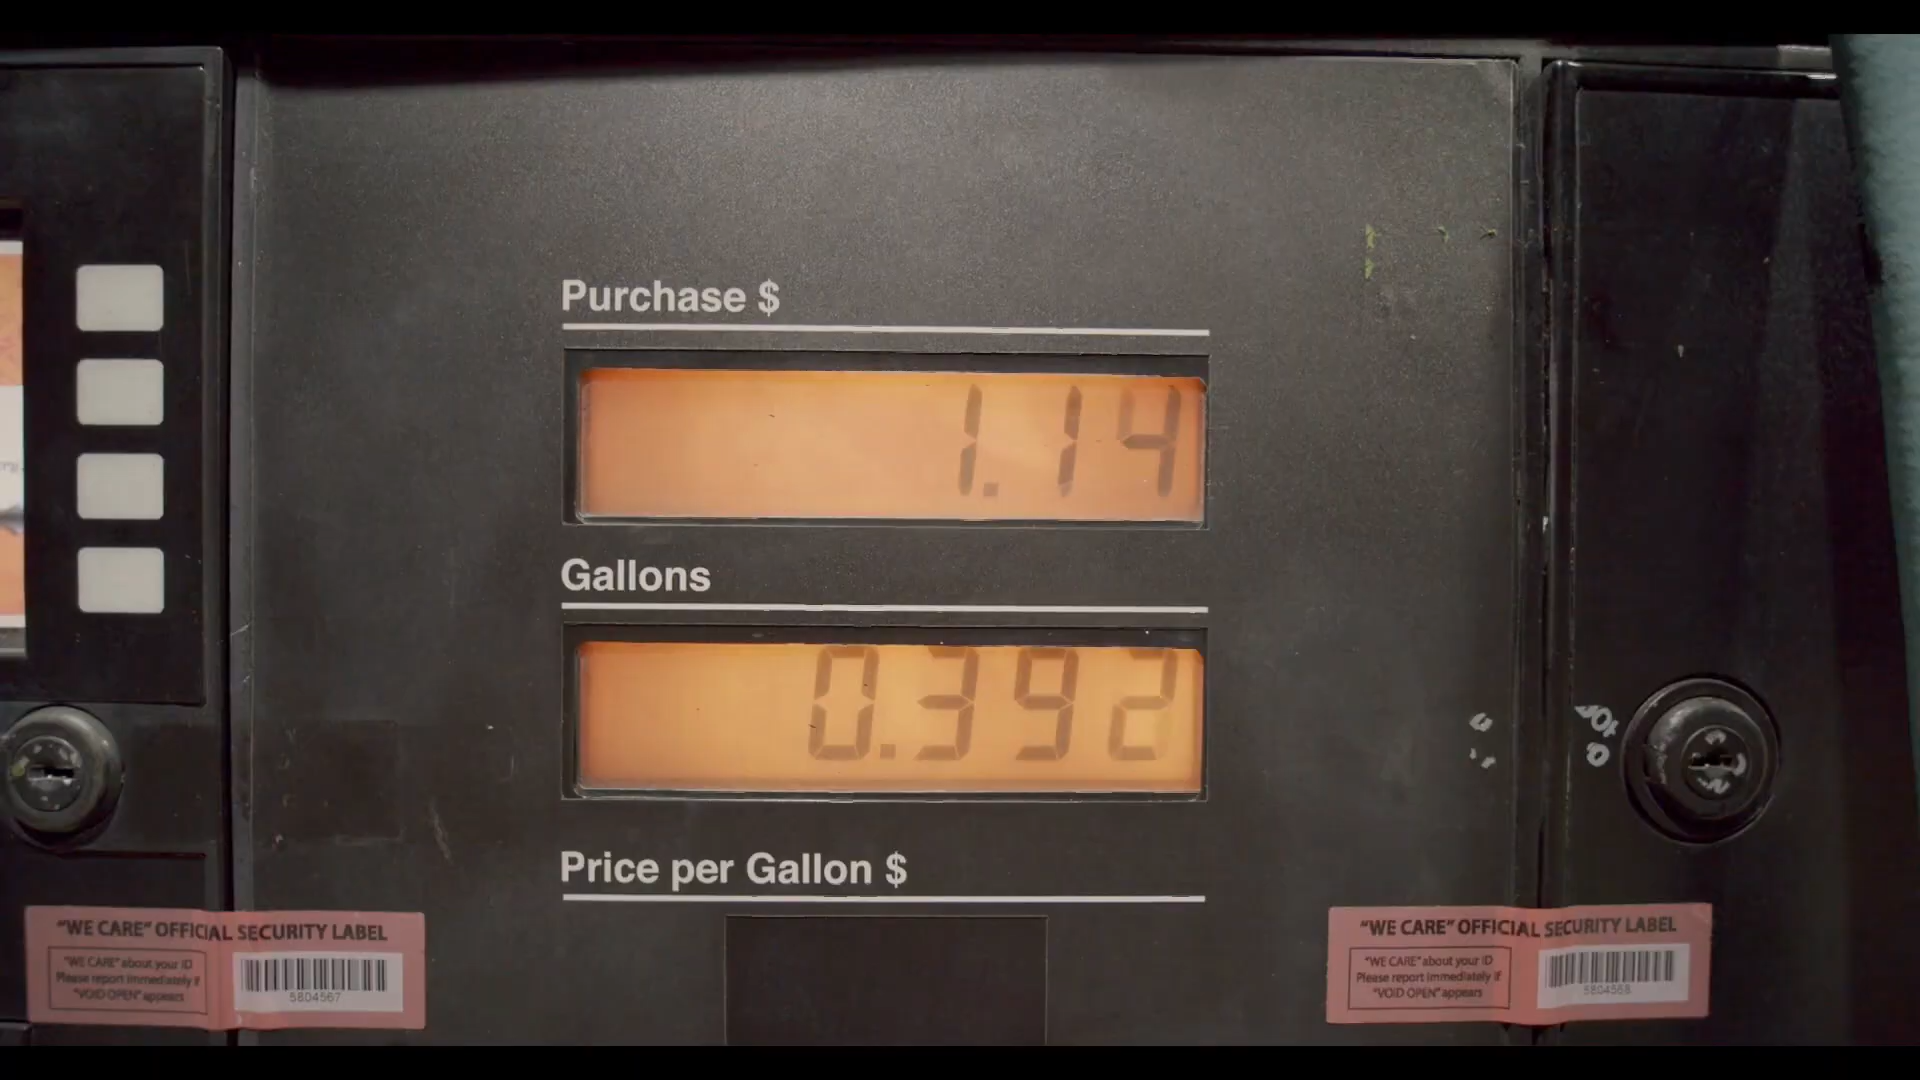 Purchase $
1.14
Gallons
0.392
Price per Gallon $
"WE CARE" OFFICIAL SECURITY LABEL
"WE CARE" about your ID
Please report immediately if
"VOID OPEN" appears
5804567
"WE CARE" OFFICIAL SECURITY LABEL
"WE CARE" about your ID
Please report immediately if
"VOID OPEN" appears
5804568